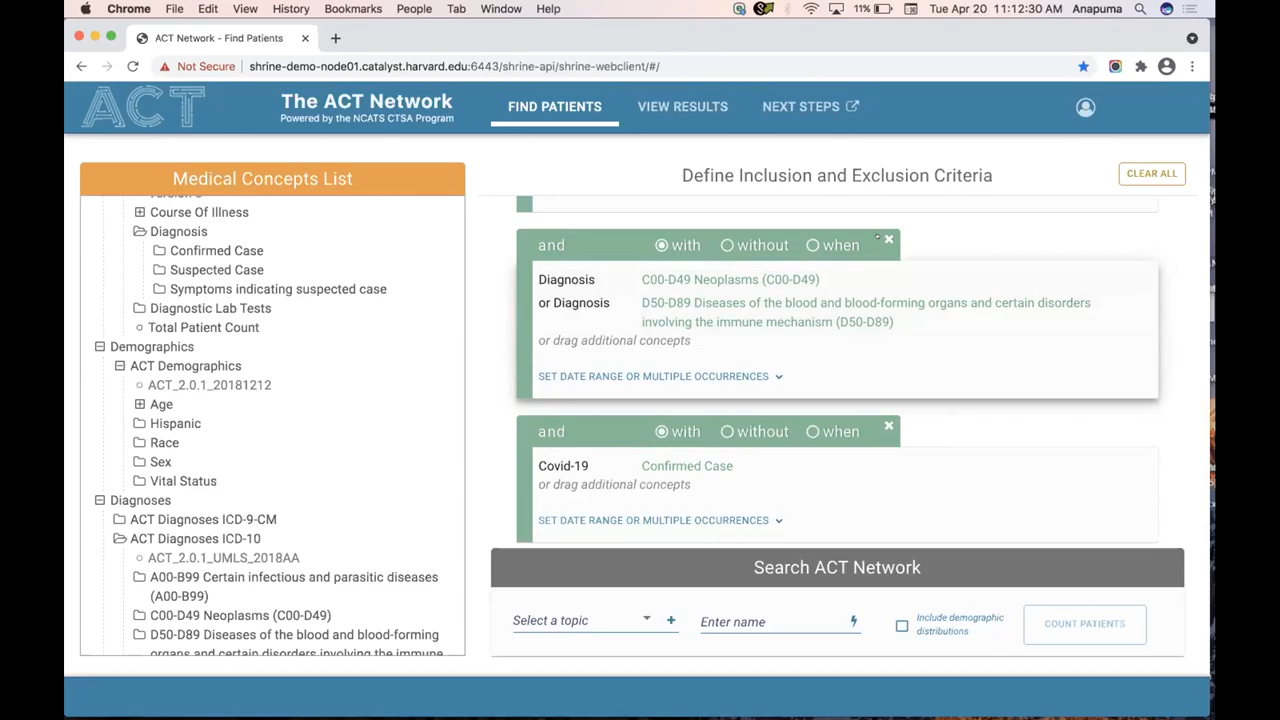 Chrome File Edit View History Bookmarks People Tab Window Help 11% Tue Apr 20 11:12:30 AM Anapuma
ACT Network - Find Patients
Not Secure shrine-demo-node01.catalyst.harvard.edu:6443/shrine-api/shrine-webclient/#/
ACT
The ACT Network
Powered by the NCATS CTSA Program
FIND PATIENTS VIEW RESULTS NEXT STEPS
Medical Concepts List
Course Of Illness
Diagnosis
Confirmed Case
Suspected Case
Symptoms indicating suspected case
Diagnostic Lab Tests
Total Patient Count
Demographics
ACT Demographics
ACT_2.0.1_20181212
Age
Hispanic
Race
Sex
Vital Status
Diagnoses
ACT Diagnoses ICD-9-CM
ACT Diagnoses ICD-10
ACT_2.0.1_UMLS_2018AA
A00-B99 Certain infectious and parasitic diseases
(A00-B99)
C00-D49 Neoplasms (C00-D49)
D50-D89 Diseases of the blood and blood-forming
organs and certain disorders involving the immune
Define Inclusion and Exclusion Criteria
CLEAR ALL
and with without when
Diagnosis C00-D49 Neoplasms (C00-D49)
or Diagnosis D50-D89 Diseases of the blood and blood-forming organs and certain disorders
involving the immune mechanism (D50-D89)
or drag additional concepts
SET DATE RANGE OR MULTIPLE OCCURRENCES
and with without when
Covid-19 Confirmed Case
or drag additional concepts
SET DATE RANGE OR MULTIPLE OCCURRENCES
Search ACT Network
Select a topic + Enter name
Include demographic
distributions
COUNT PATIENTS